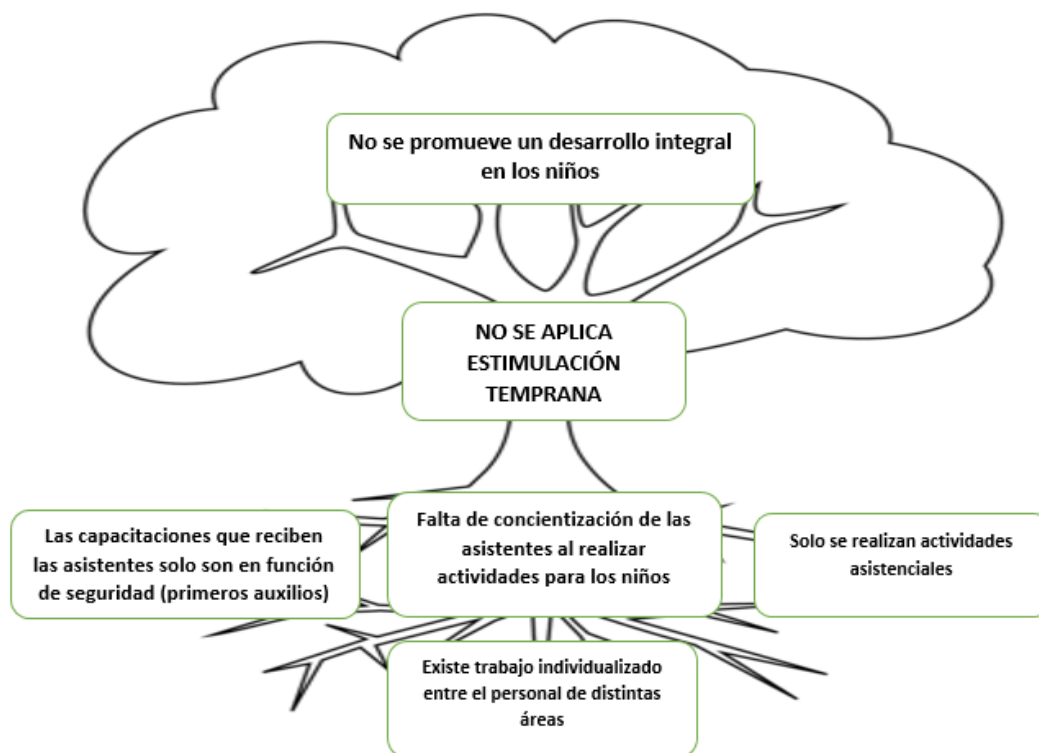 No se promueve un desarrollo integral
en los niños
NO SE APLICA
ESTIMULACIÓN
TEMPRANA
Las capacitaciones que reciben
las asistentes solo son en función
de seguridad (primeros auxilios)
Falta de concientización de las
asistentes al realizar
actividades para los niños
Solo se realizan actividades
asistenciales
Existe trabajo individualizado
entre el personal de distintas
áreas